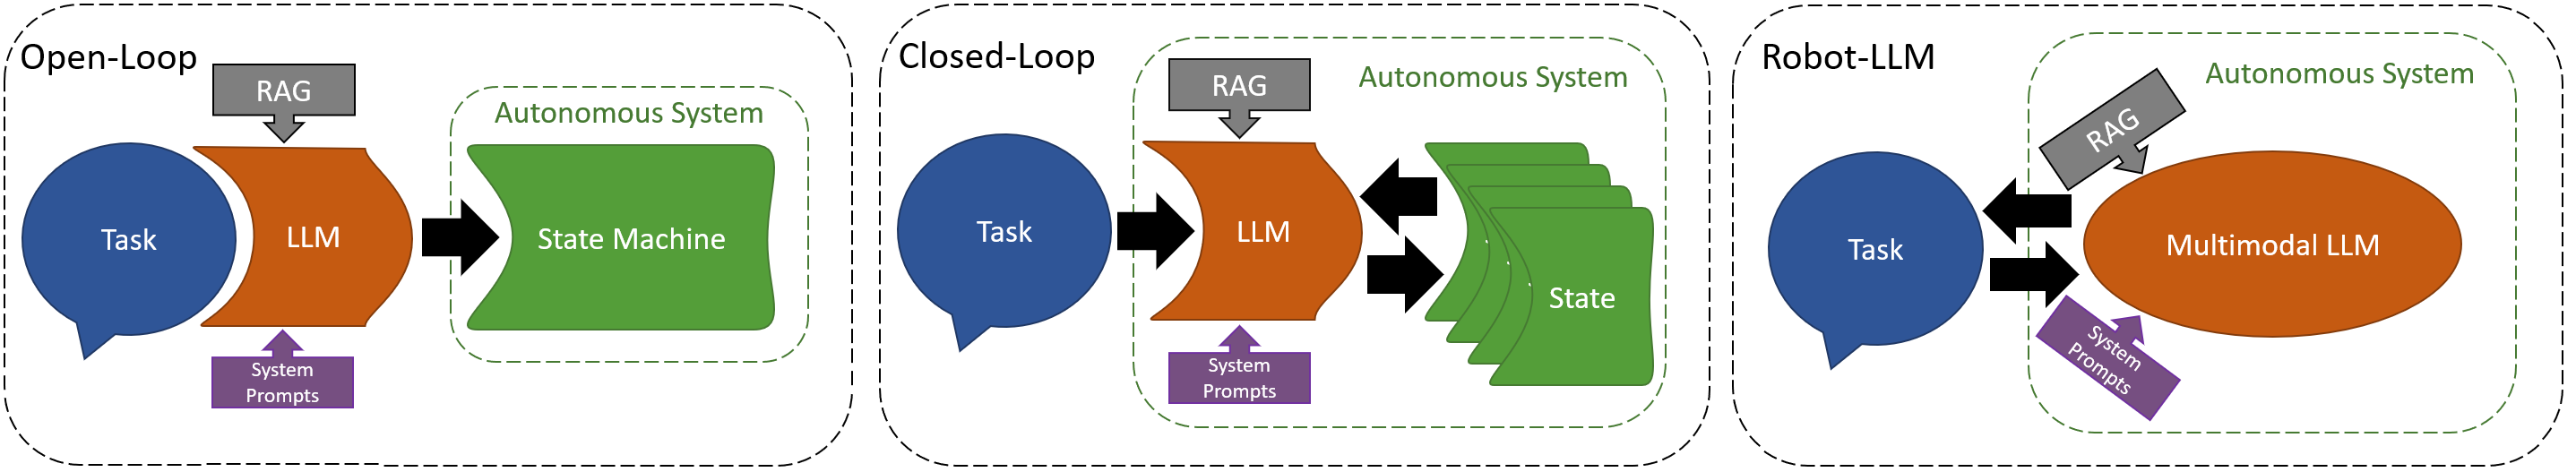 Open-Loop
RAG
Autonomous System
Task
LLM
State Machine
System
Prompts
Closed-Loop
RAG
Autonomous System
Task
LLM
State
System
Prompts
Robot-LLM
Autonomous System
RAG
Task
Multimodal LLM
System
Prompts